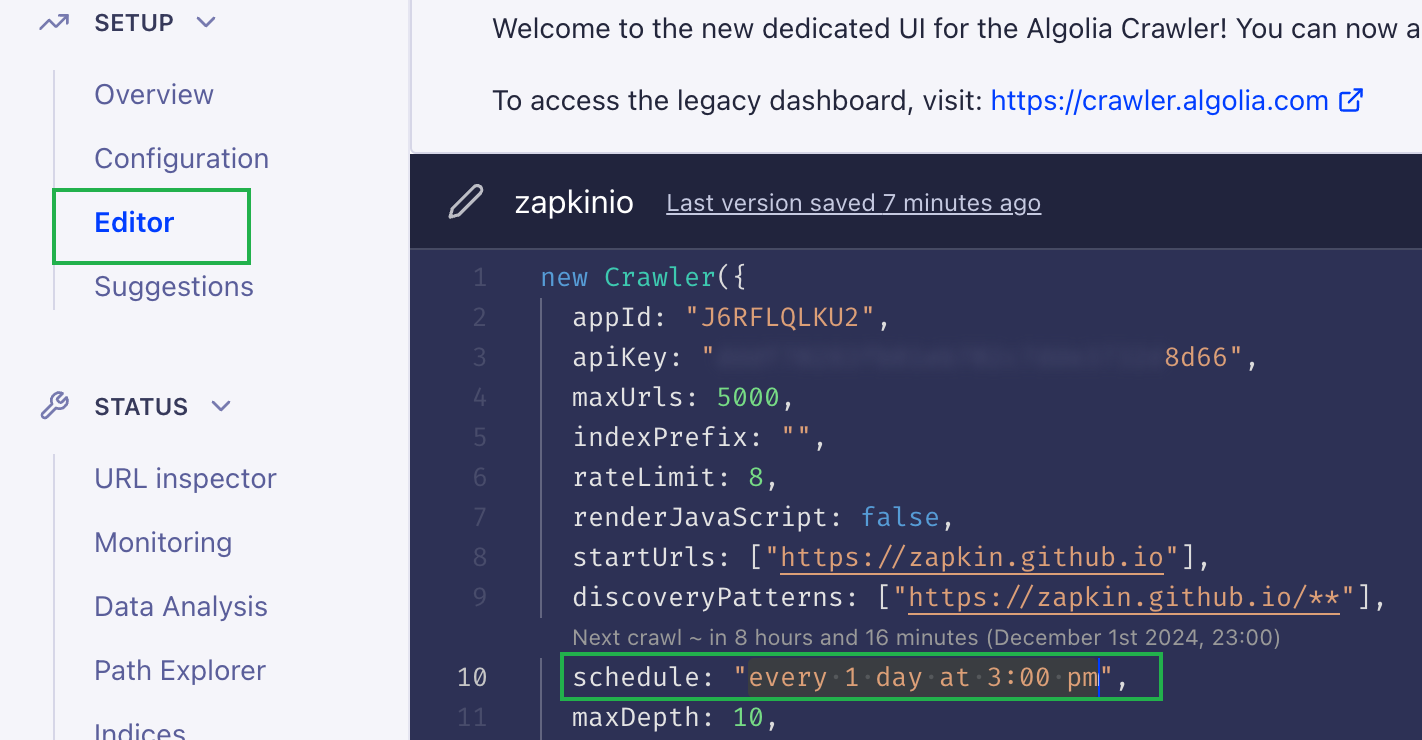 SETUP
Overview
Configuration
Editor
Suggestions
STATUS
URL inspector
Monitoring
Data Analysis
Path Explorer
Indices
Welcome to the new dedicated UI for the Algolia Crawler! You can now a
To access the legacy dashboard, visit: https://crawler.algolia.com
zapkinio Last version saved 7 minutes ago
1 new Crawler({
2 appId: "J6RFLQLKU2",
3 apiKey: " 8d66",
4 maxUrls: 5000,
5 indexPrefix: "",
6 rateLimit: 8,
7 renderJavaScript: false,
8 startUrls: ["https://zapkin.github.io"],
9 discoveryPatterns: ["https://zapkin.github.io/**"],
Next crawl ~ in 8 hours and 16 minutes (December 1st 2024, 23:00)
10 schedule: "every 1 day at 3:00 pm",
11 maxDepth: 10,